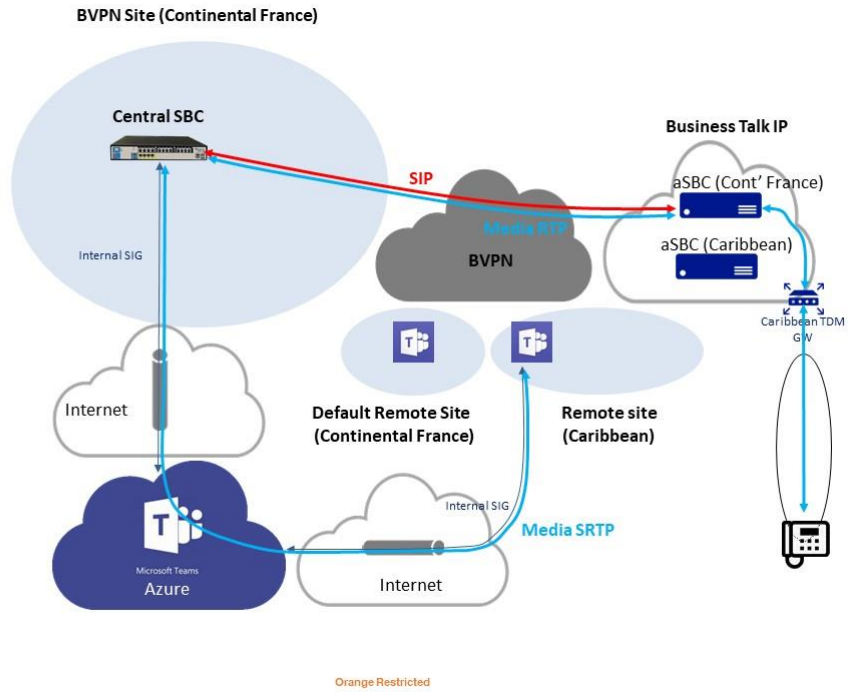 BVPN Site (Continental France)
Central SBC
Business Talk IP
SIP
aSBC (Cont’ France)
Media RTP
aSBC (Caribbean)
Internal SIG
BVPN
Caribbean TDM
GW
Internet
Default Remote Site
(Continental France)
Remote site
(Caribbean)
Internal SIG
Media SRTP
T
Microsoft Teams
Azure
Internet
T
T
Orange Restricted